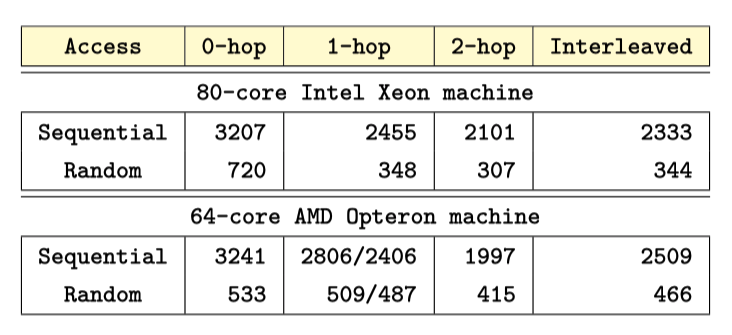 Access 0-hop 1-hop 2-hop Interleaved
80-core Intel Xeon machine
Sequential 3207 2455 2101 2333
Random 720 348 307 344
64-core AMD Opteron machine
Sequential 3241 2806/2406 1997 2509
Random 533 509/487 415 466